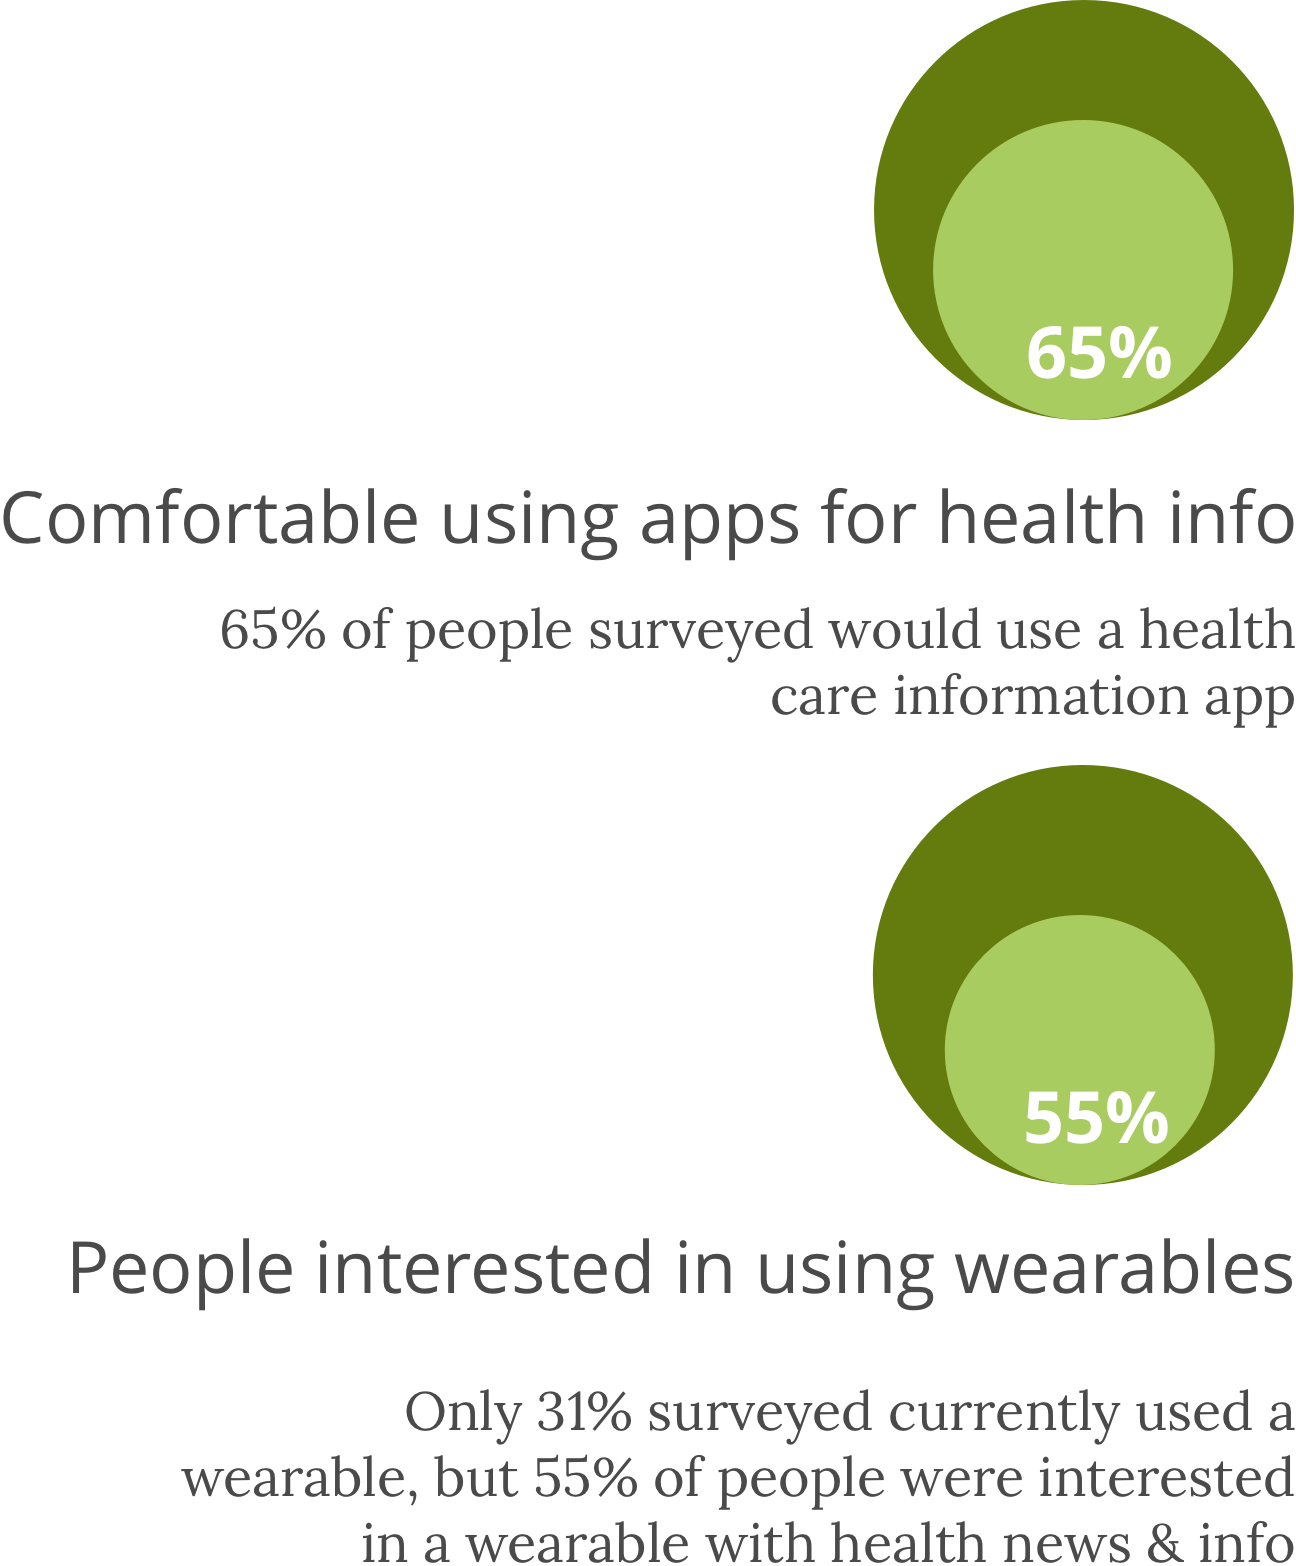 65%
Comfortable using apps for health info
65% of people surveyed would use a health
care information app
55%
People interested in using wearables
Only 31% surveyed currently used a
wearable, but 55% of people were interested
in a wearable with health news & info